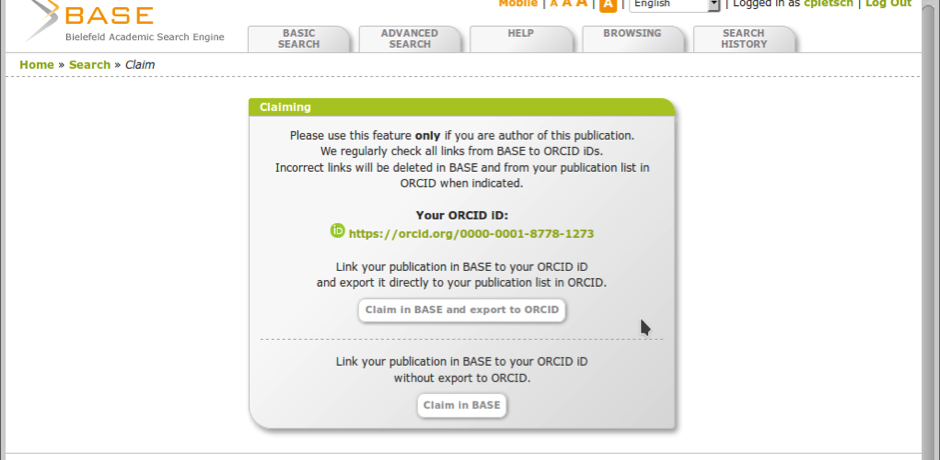 Mobile | A A A | A | English | Logged in as cpietsch | Log Out
BASE
Bielefeld Academic Search Engine
BASIC SEARCH
ADVANCED SEARCH
HELP
BROWSING
SEARCH HISTORY
Home » Search » Claim
Claiming
Please use this feature only if you are author of this publication.
We regularly check all links from BASE to ORCID iDs.
Incorrect links will be deleted in BASE and from your publication list in
ORCID when indicated.
Your ORCID iD:
iD https://orcid.org/0000-0001-8778-1273
Link your publication in BASE to your ORCID iD
and export it directly to your publication list in ORCID.
Claim in BASE and export to ORCID
Link your publication in BASE to your ORCID iD
without export to ORCID.
Claim in BASE